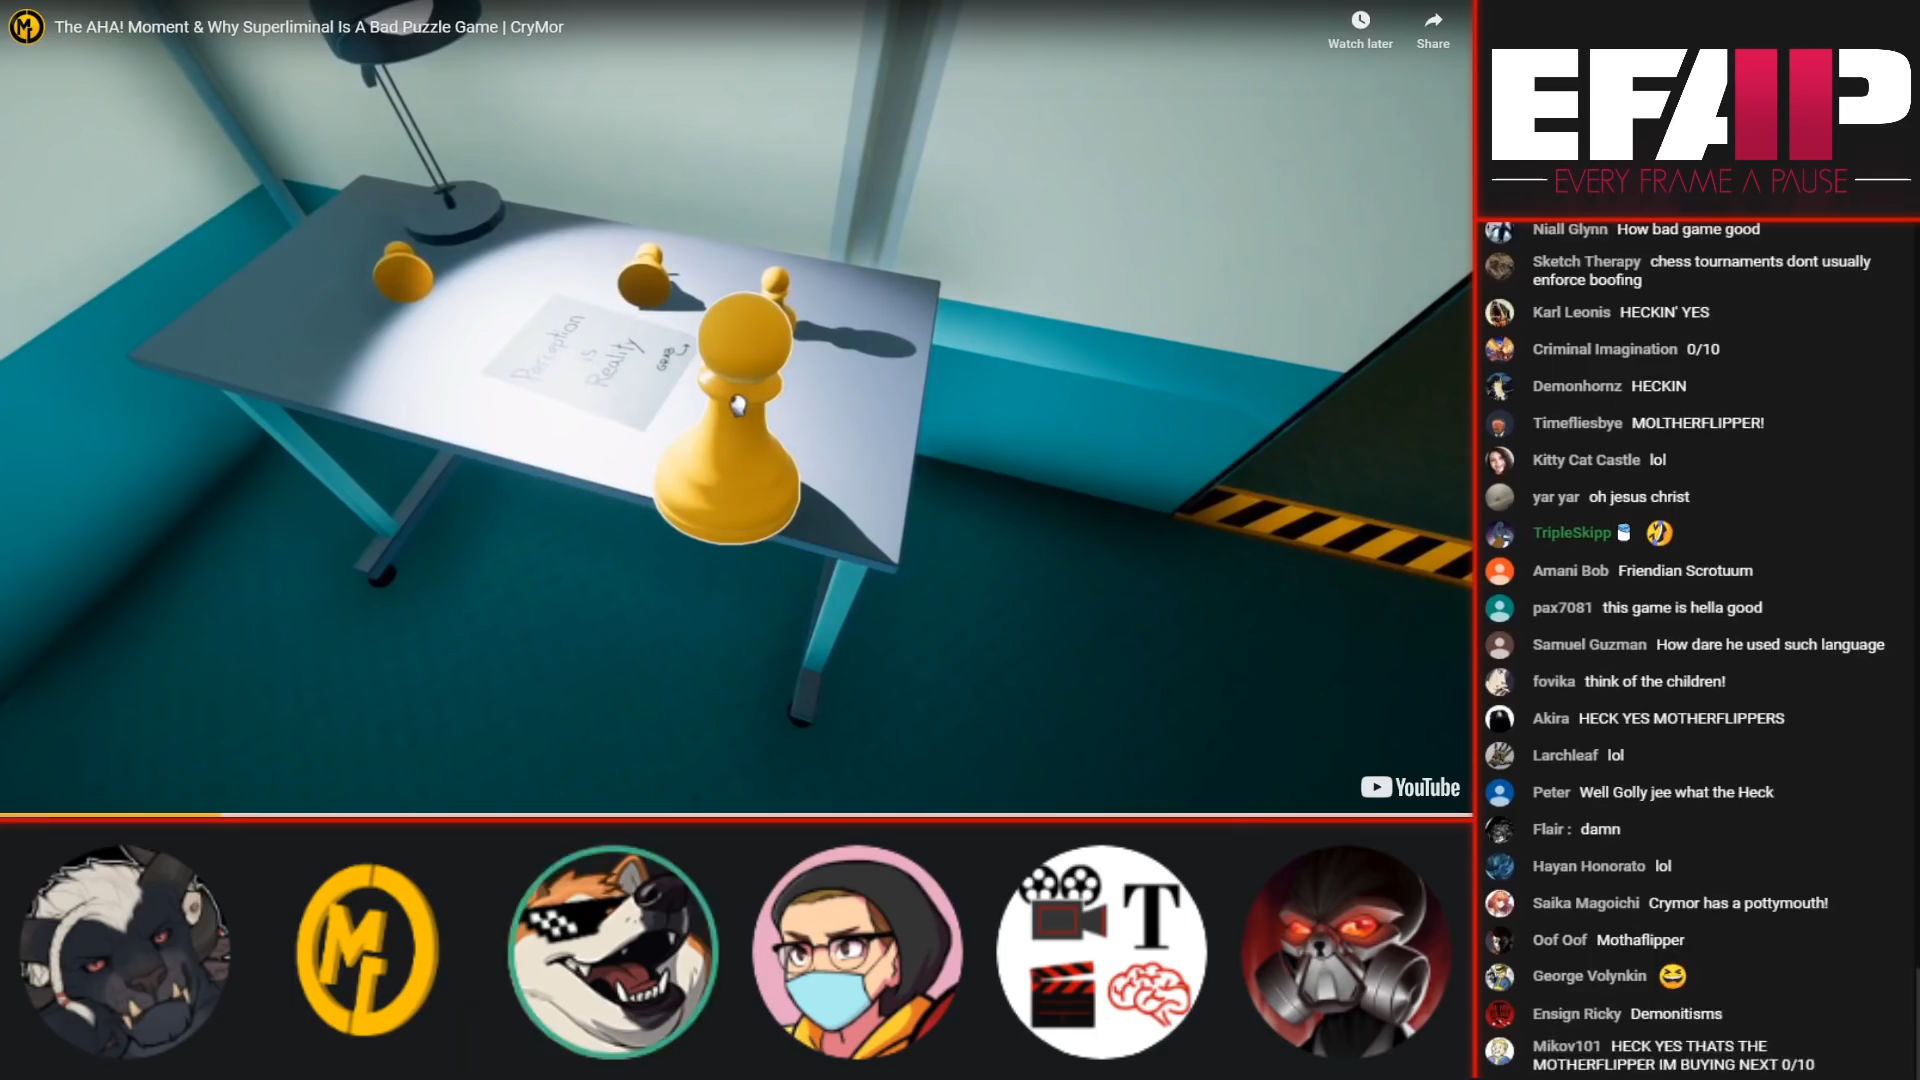 The AHA! Moment & Why Superliminal Is A Bad Puzzle Game | CryMor
Watch later
Share
Perception
is
Reality
GRAB
YouTube
EFAP
EVERY FRAME A PAUSE
Niall Glynn How bad game good
Sketch Therapy chess tournaments dont usually
enforce boofing
Karl Leonis HECKIN' YES
Criminal Imagination 0/10
Demonhornz HECKIN
Timefliesbye MOLTHERFLIPPER!
Kitty Cat Castle lol
yar yar oh jesus christ
TripleSkipp 🤣
Amani Bob Friendian Scrotuum
pax7081 this game is hella good
Samuel Guzman How dare he used such language
fovika think of the children!
Akira HECK YES MOTHERFLIPPERS
Larchleaf lol
Peter Well Golly jee what the Heck
Flair : damn
Hayan Honorato lol
Saika Magoichi Crymor has a pottymouth!
Oof Oof Mothaflipper
George Volynkin 😆
Ensign Ricky Demonitisms
Mikov101 HECK YES THATS THE
MOTHERFLIPPER IM BUYING NEXT 0/10
T